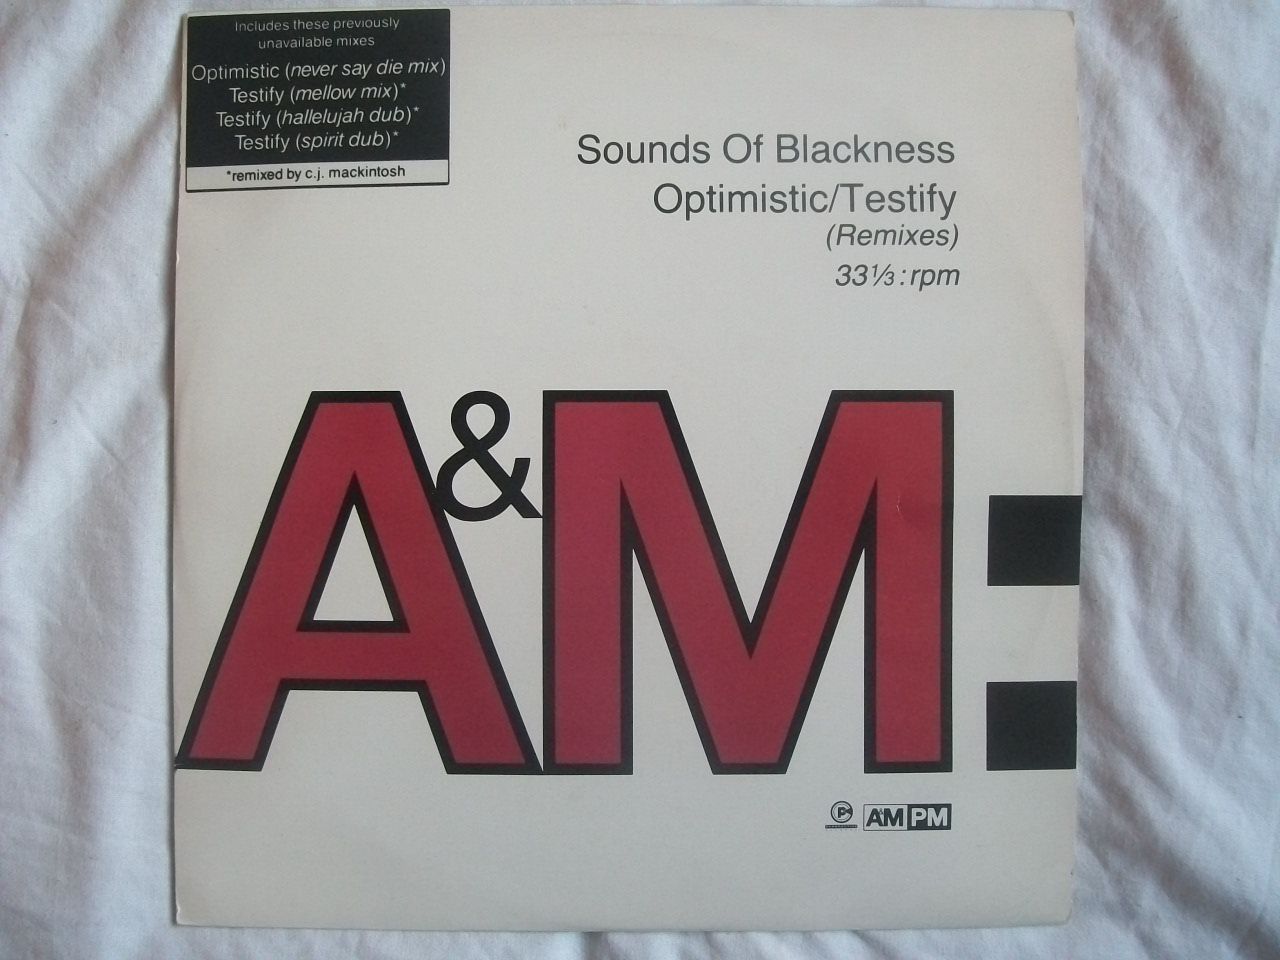 Includes these previously
unavailable mixes
Optimistic (never say die mix)
Testify (mellow mix)*
Testify (hallelujah dub)*
Testify (spirit dub)*
*remixed by c.j. mackintosh
Sounds Of Blackness
Optimistic/Testify
(Remixes)
33⅓:rpm
A&M:
A&M PM